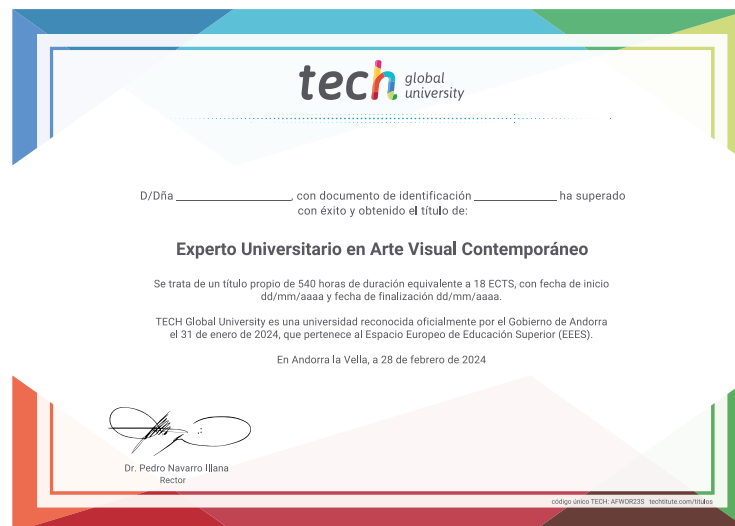 tech global university
D/Dña ____________________, con documento de identificación ______________ ha superado
con éxito y obtenido el título de:
Experto Universitario en Arte Visual Contemporáneo
Se trata de un título propio de 540 horas de duración equivalente a 18 ECTS, con fecha de inicio
dd/mm/aaaa y fecha de finalización dd/mm/aaaa.
TECH Global University es una universidad reconocida oficialmente por el Gobierno de Andorra
el 31 de enero de 2024, que pertenece al Espacio Europeo de Educación Superior (EEES).
En Andorra la Vella, a 28 de febrero de 2024
Dr. Pedro Navarro Illana
Rector
código único TECH: AFWOR23S techtitute.com/titulos